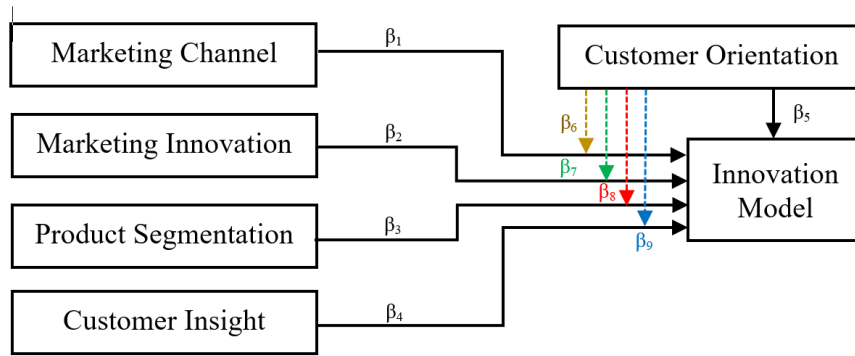 Marketing Channel
β1
Customer Orientation
Marketing Innovation
β2
β6
β5
β7
Innovation
Model
Product Segmentation
β3
β8
β9
Customer Insight
β4